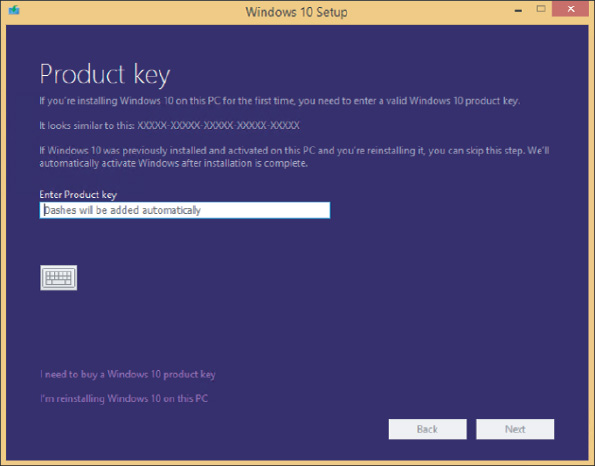 Windows 10 Setup
Product key
If you're installing Windows 10 on this PC for the first time, you need to enter a valid Windows 10 product key.
It looks similar to this: XXXXX-XXXXX-XXXXX-XXXXX-XXXXX
If Windows 10 was previously installed and activated on this PC and you're reinstalling it, you can skip this step. We'll
automatically activate Windows after installation is complete.
Enter Product key
Dashes will be added automatically
I need to buy a Windows 10 product key
I'm reinstalling Windows 10 on this PC
Back Next